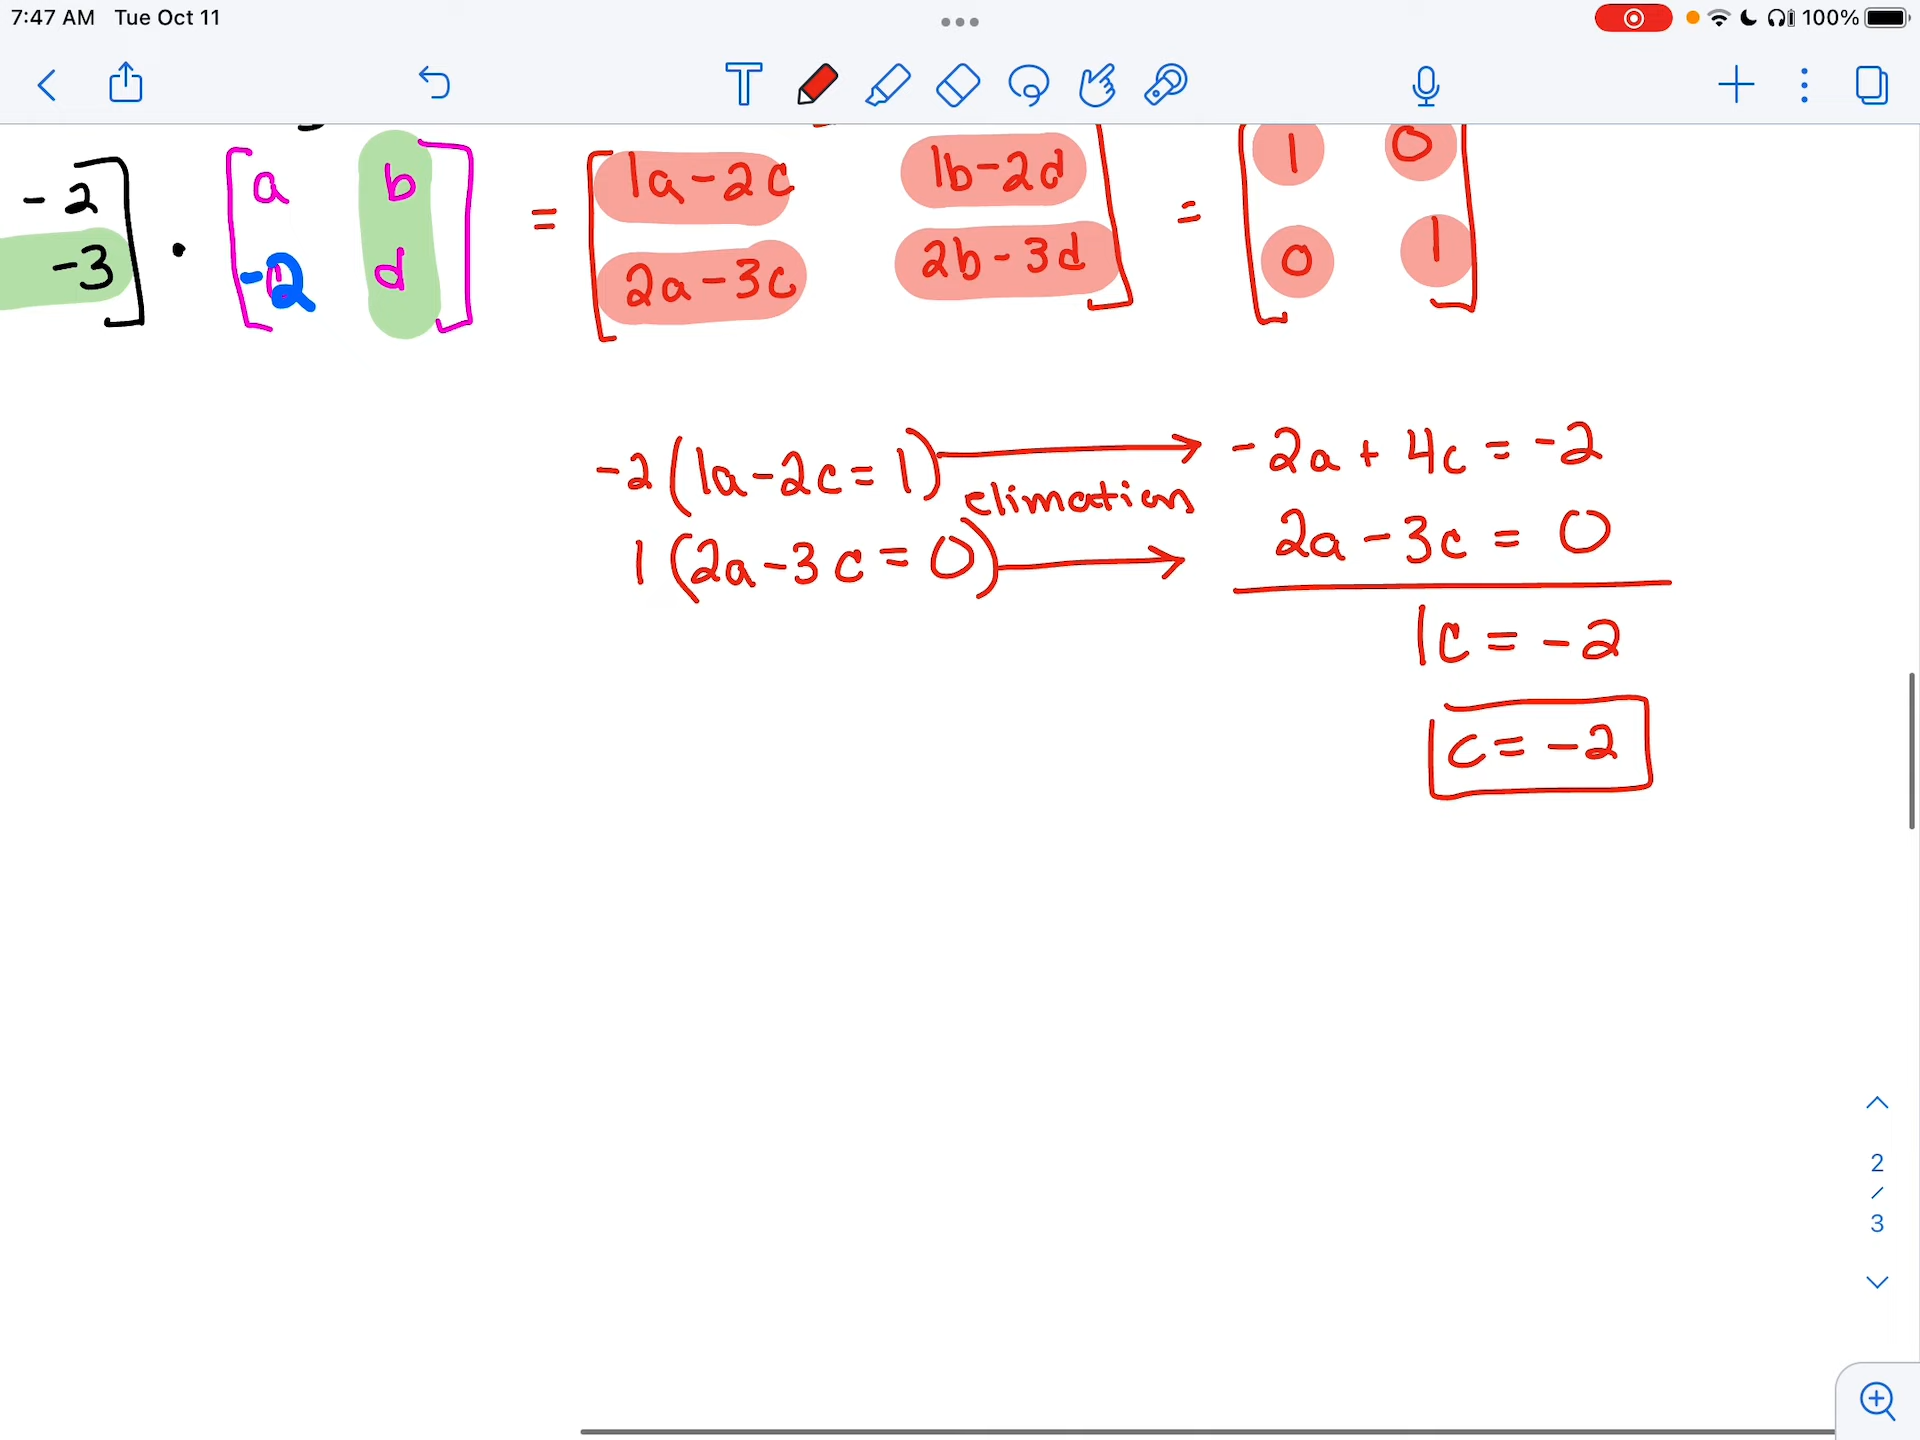 7:47 AM Tue Oct 11 100%
-2 a b = 1a-2c 1b-2d = 1 0
-3 · -2 d 2a-3c 2b-3d 0 1
-2(1a-2c=1) → -2a+4c=-2
elimation
1(2a-3c=0) → 2a-3c=0
1c=-2
c=-2
2
/
3